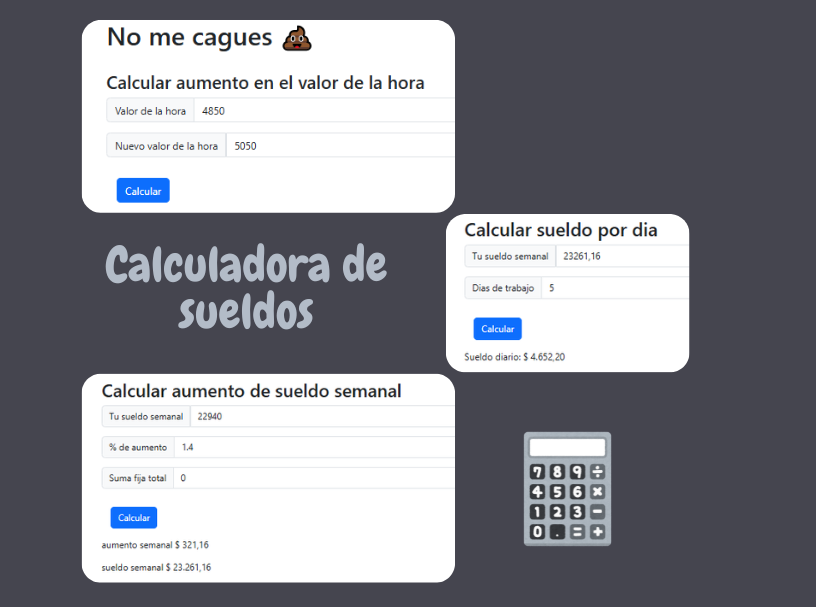 No me cagues 💩
Calcular aumento en el valor de la hora
Valor de la hora 4850
Nuevo valor de la hora 5050
Calcular
Calculadora de
sueldos
Calcular sueldo por dia
Tu sueldo semanal 23261,16
Dias de trabajo 5
Calcular
Sueldo diario: $ 4.652,20
Calcular aumento de sueldo semanal
Tu sueldo semanal 22940
% de aumento 1.4
Suma fija total 0
Calcular
aumento semanal $ 321,16
sueldo semanal $ 23.261,16
7 8 9 ÷
4 5 6 ×
1 2 3 −
0 . = +